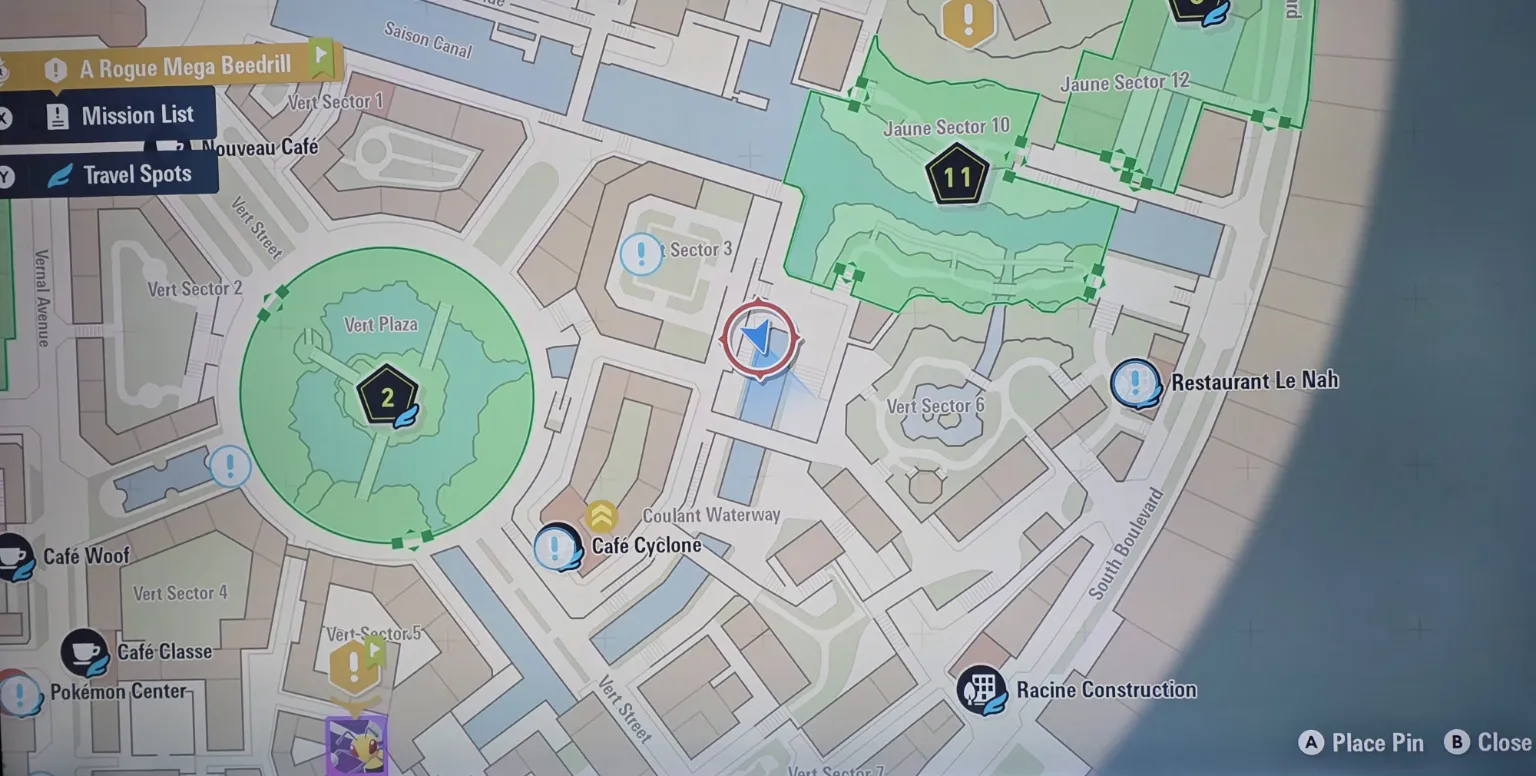 Saison Canal
A Rogue Mega Beedrill
Mission List
Travel Spots
Vert Sector 1
Nouveau Café
Jaune Sector 12
Jaune Sector 10
11
Vert Street
Sector 3
Vernal Avenue
Vert Sector 2
Vert Plaza
2
Restaurant Le Nah
Vert Sector 6
Coulant Waterway
Café Cyclone
South Boulevard
Café Woof
Vert Sector 4
Vert Sector 5
Café Classe
Pokémon Center
Vert Street
Racine Construction
A Place Pin
B Close
Vert Sector 7
X
Y